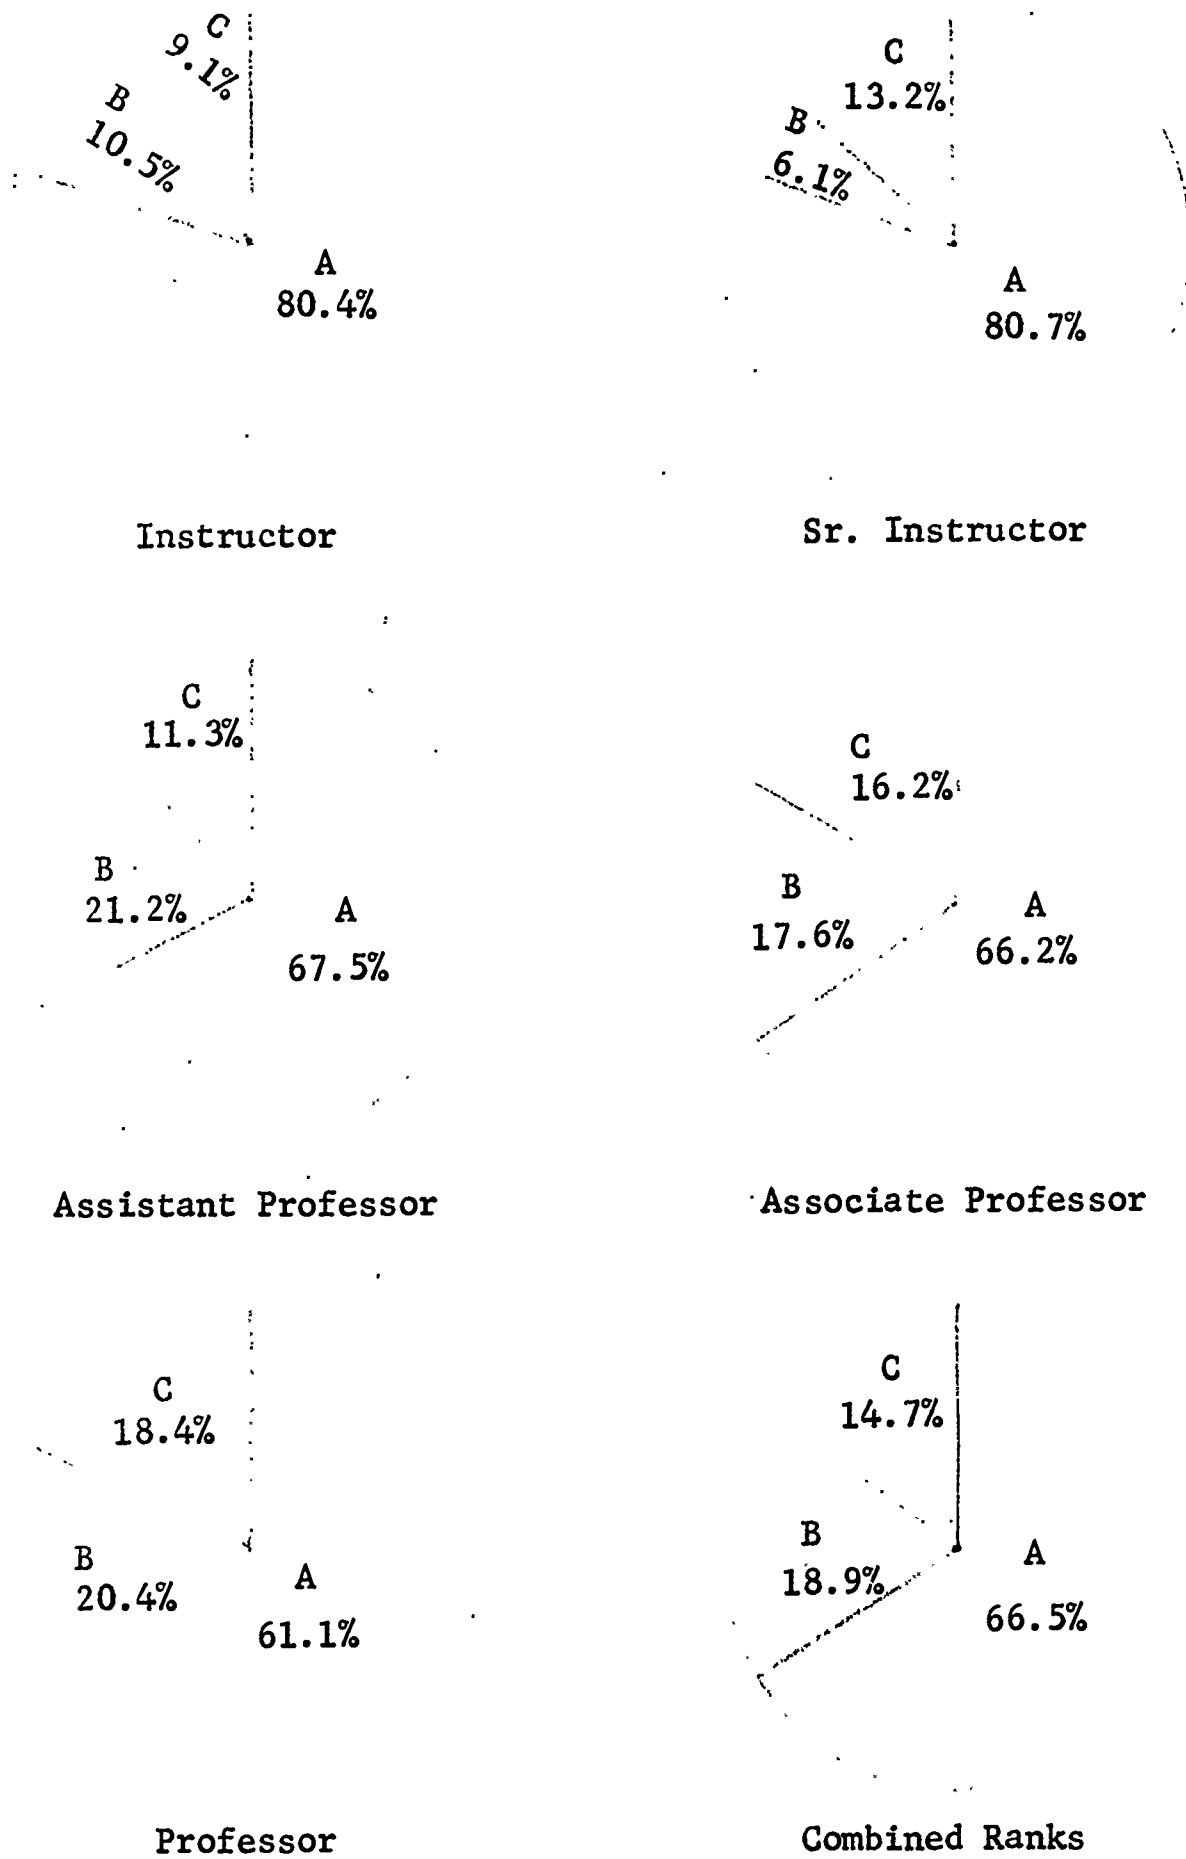 C
9.1%
B
10.5%
A
80.4%
Instructor
C
13.2%
B
6.1%
A
80.7%
Sr. Instructor
C
11.3%
B
21.2%
A
67.5%
Assistant Professor
C
16.2%
B
17.6%
A
66.2%
Associate Professor
C
18.4%
B
20.4%
A
61.1%
Professor
C
14.7%
B
18.9%
A
66.5%
Combined Ranks